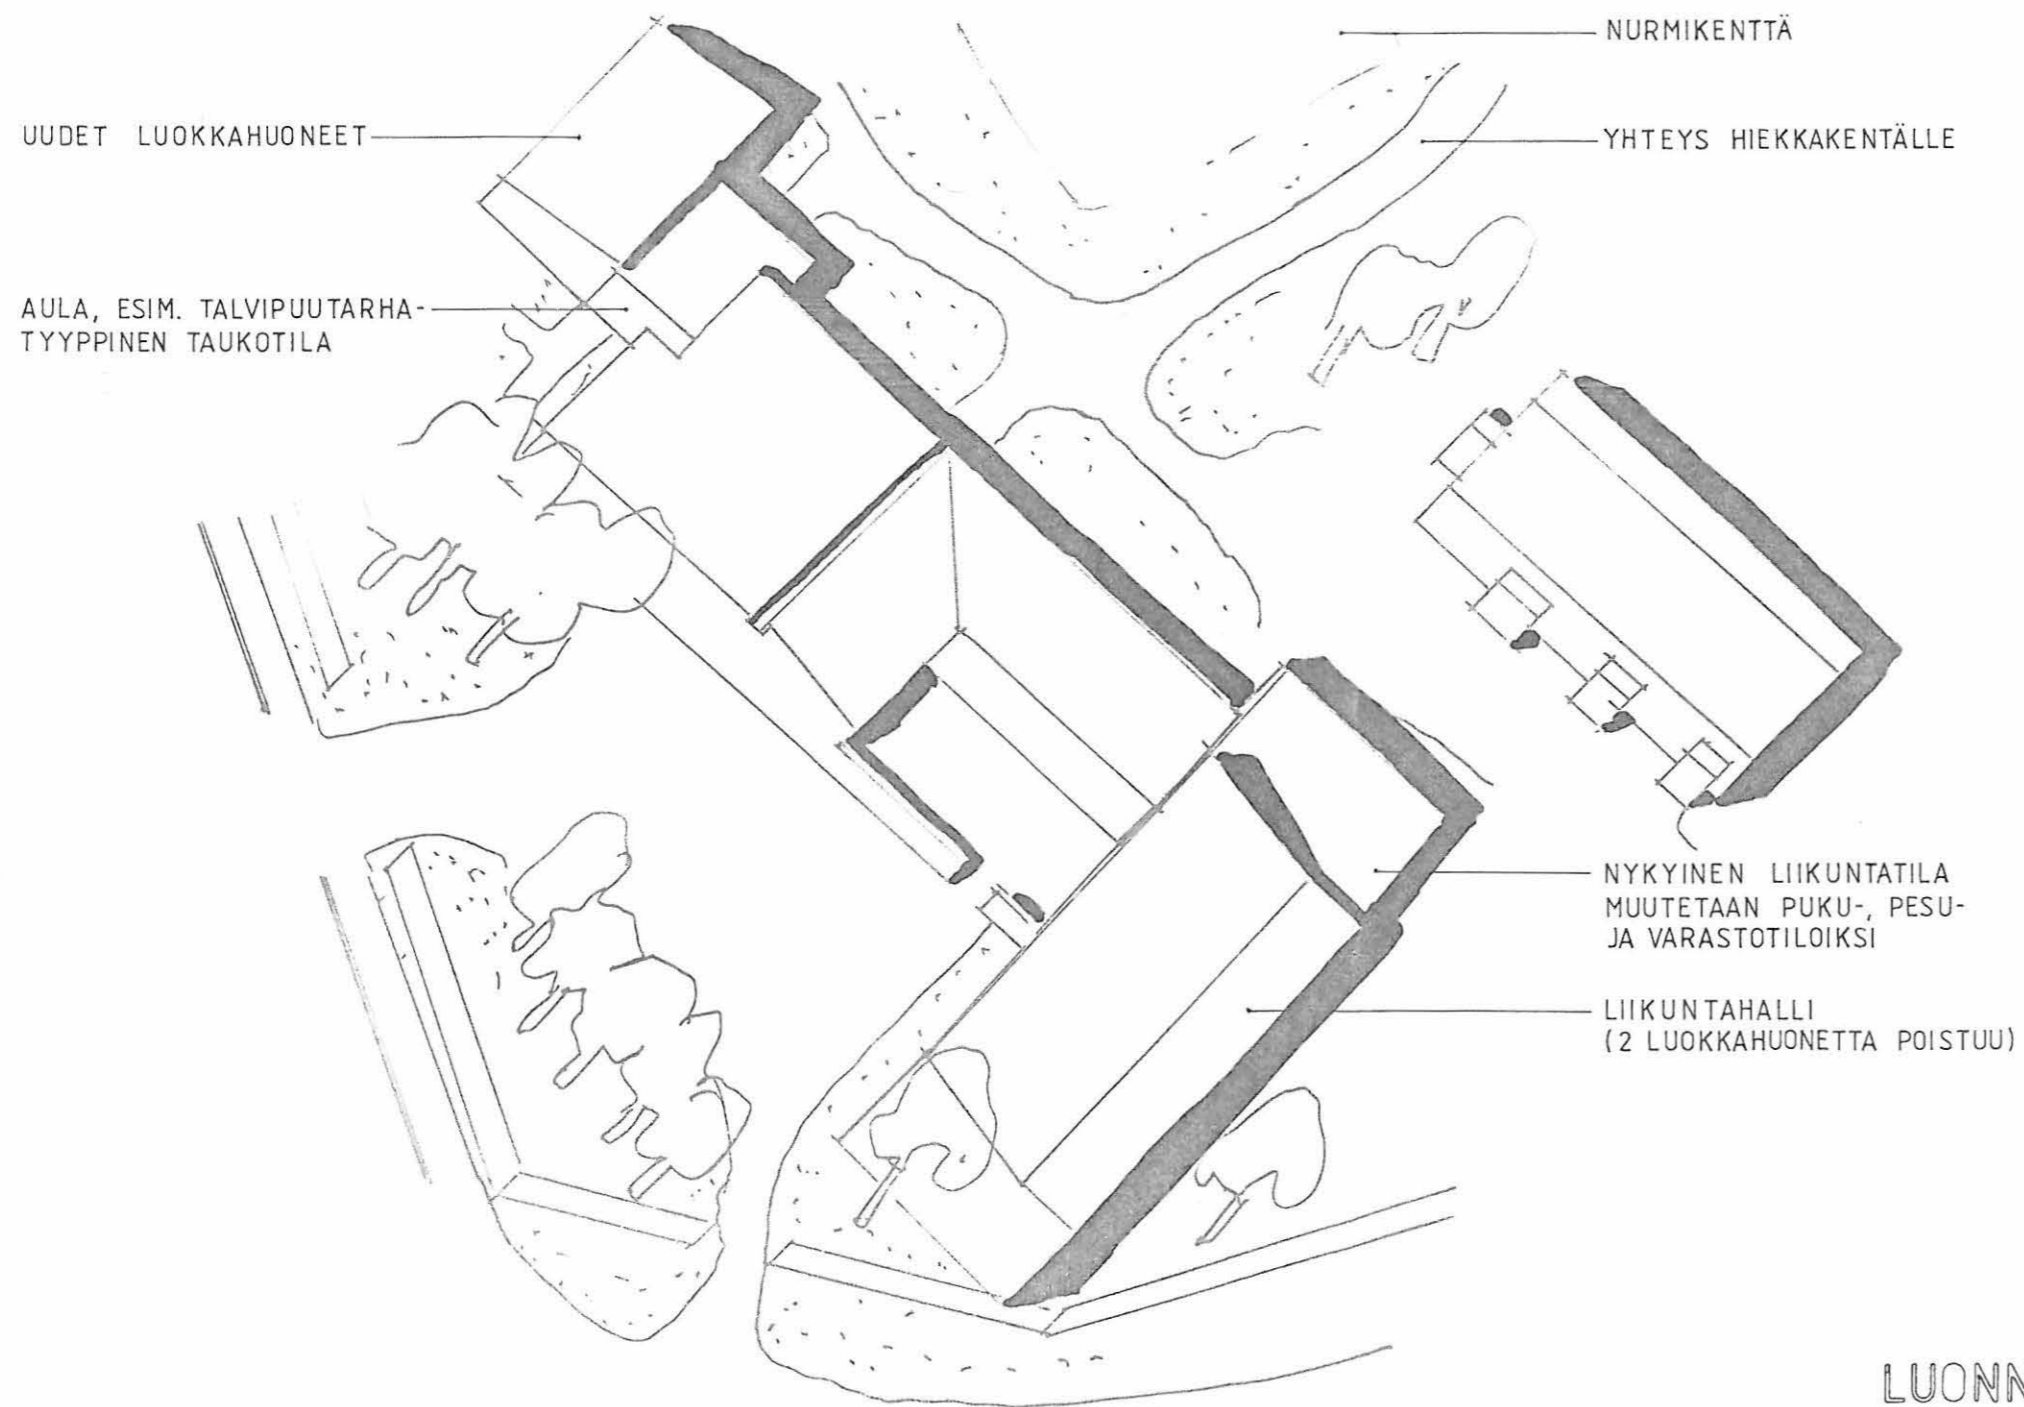 NURMIKENTTÄ
UUDET LUOKKAHUONEET
YHTEYS HIEKKAKENTÄLLE
AULA, ESIM. TALVIPUUTARHA-
TYYPPINEN TAUKOTILA
NYKYINEN LIIKUNTATILA
MUUTETAAN PUKU-, PESU-
JA VARASTOTILOIKSI
LIIKUNTAHALLI
(2 LUOKKAHUONETTA POISTUU)
LUONN